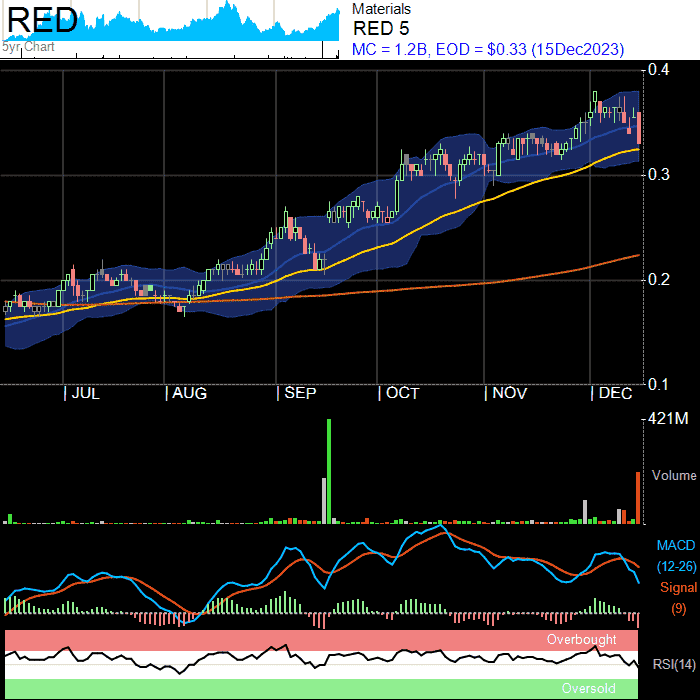 RED
5yr Chart
Materials
RED 5
MC = 1.2B, EOD = $0.33 (15Dec2023)
0.4
0.3
0.2
0.1
JUL AUG SEP OCT NOV DEC
421M
Volume
MACD
(12-26)
Signal
(9)
Overbought
RSI(14)
Oversold